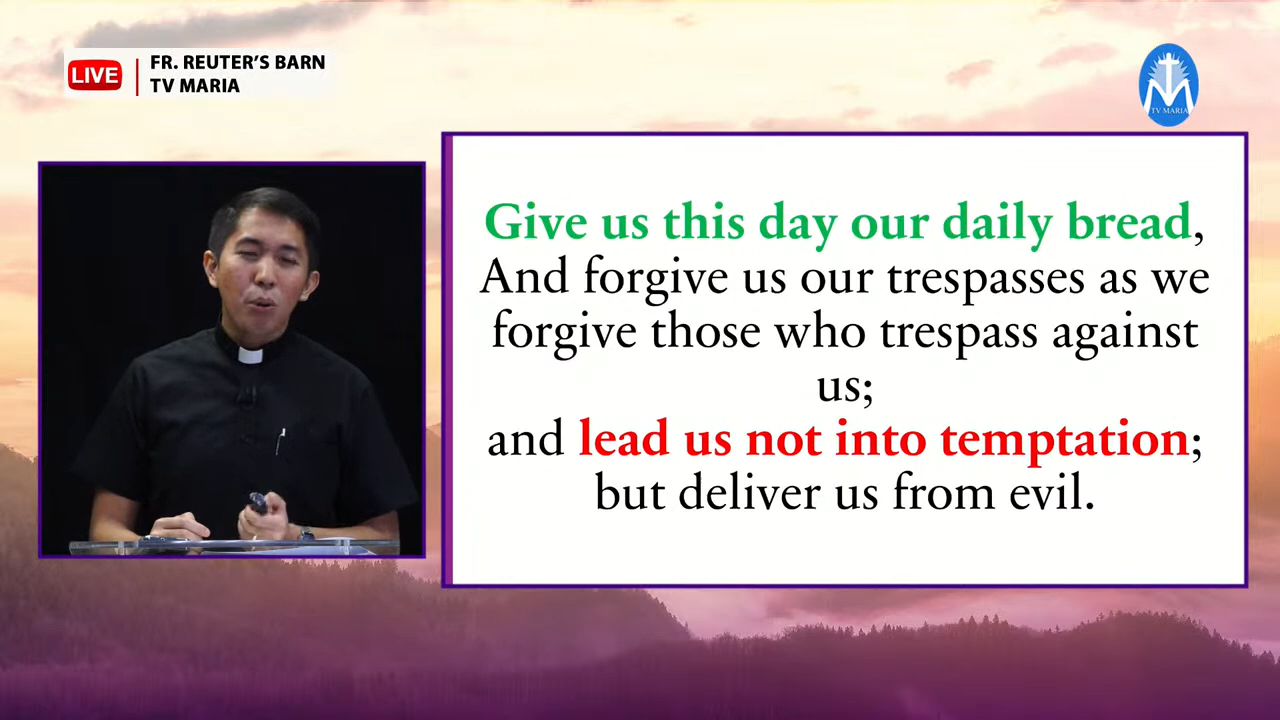 LIVE
FR. REUTER'S BARN
TV MARIA
TV MARIA
Give us this day our daily bread,
And forgive us our trespasses as we
forgive those who trespass against
us;
and lead us not into temptation;
but deliver us from evil.